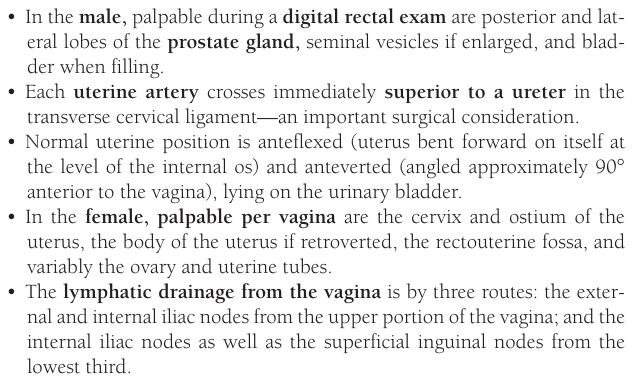 • In the male, palpable during a digital rectal exam are posterior and lat-
eral lobes of the prostate gland, seminal vesicles if enlarged, and blad-
der when filling.
• Each uterine artery crosses immediately superior to a ureter in the
transverse cervical ligament—an important surgical consideration.
• Normal uterine position is anteflexed (uterus bent forward on itself at
the level of the internal os) and anteverted (angled approximately 90°
anterior to the vagina), lying on the urinary bladder.
• In the female, palpable per vagina are the cervix and ostium of the
uterus, the body of the uterus if retroverted, the rectouterine fossa, and
variably the ovary and uterine tubes.
• The lymphatic drainage from the vagina is by three routes: the exter-
nal and internal iliac nodes from the upper portion of the vagina; and the
internal iliac nodes as well as the superficial inguinal nodes from the
lowest third.